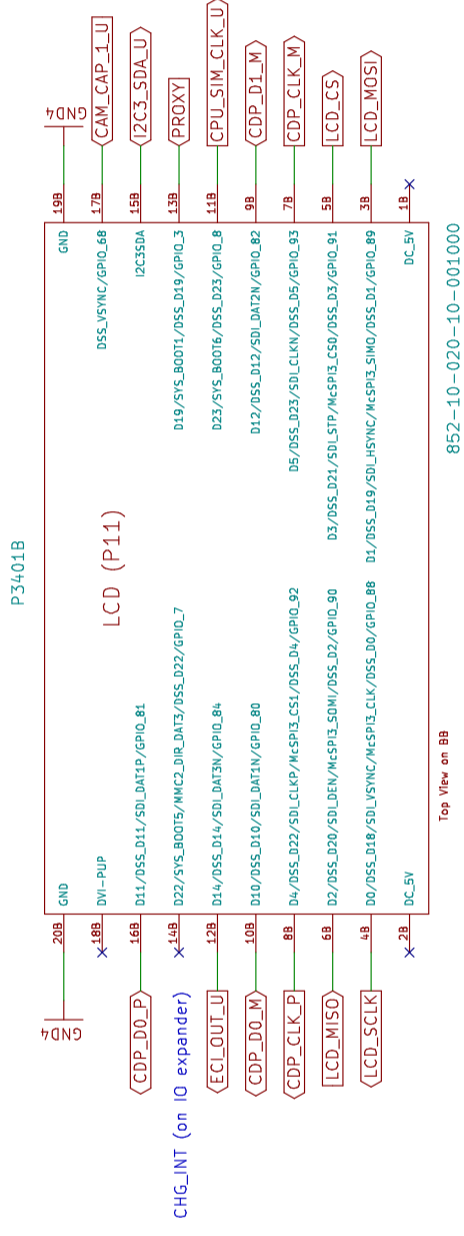 P3401B
LCD (P11)
GND4
GND4
20B GND
GND 19B
18B DVI-PUP
DSS_VSYNC/GPIO_68 17B CAM_CAP_1_U
CDP_D0_P 16B D11/DSS_D11/SDI_DAT1P/GPIO_81
I2C3SDA 15B I2C3_SDA_U
CHG_INT (on IO expander)
14B D22/SYS_BOOT5/MMC2_DIR_DAT3/DSS_D22/GPIO_7
D19/SYS_BOOT1/DSS_D19/GPIO_3 13B PROXY
ECI_OUT_U 12B D14/DSS_D14/SDI_DAT3N/GPIO_84
D23/SYS_BOOT6/DSS_D23/GPIO_8 11B CPU_SIM_CLK_U
CDP_D0_M 10B D10/DSS_D10/SDI_DAT1N/GPIO_80
D12/DSS_D12/SDI_DAT2N/GPIO_82 9B CDP_D1_M
CDP_CLK_P 8B D4/DSS_D22/SDI_CLKP/McSPI3_CS1/DSS_D4/GPIO_92
D5/DSS_D23/SDI_CLKN/DSS_D5/GPIO_93 7B CDP_CLK_M
LCD_MISO 6B D2/DSS_D20/SDI_DEN/McSPI3_SOMI/DSS_D2/GPIO_90
D3/DSS_D21/SDI_STP/McSPI3_CS0/DSS_D3/GPIO_91 5B LCD_CS
LCD_SCLK 4B D0/DSS_D18/SDI_VSYNC/McSPI3_CLK/DSS_D0/GPIO_88
D1/DSS_D19/SDI_HSYNC/McSPI3_SIMO/DSS_D1/GPIO_89 3B LCD_MOSI
2B DC_5V
DC_5V 1B
Top View on BB
852-10-020-10-001000